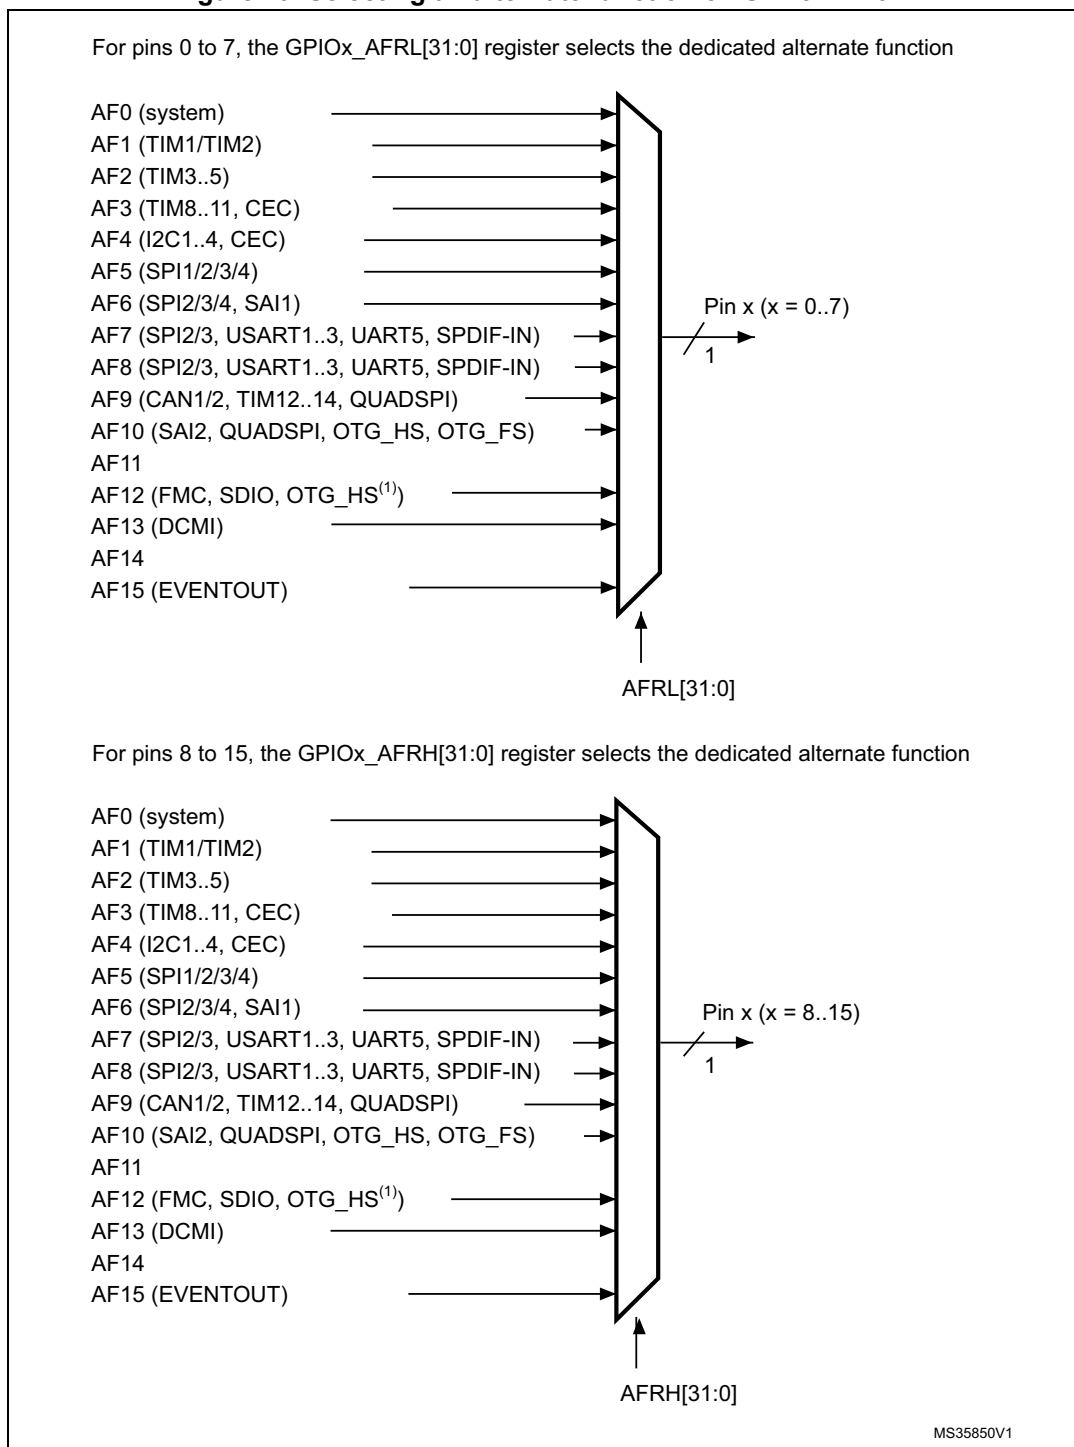 For pins 0 to 7, the GPIOx_AFRL[31:0] register selects the dedicated alternate function
AF0 (system)
AF1 (TIM1/TIM2)
AF2 (TIM3..5)
AF3 (TIM8..11, CEC)
AF4 (I2C1..4, CEC)
AF5 (SPI1/2/3/4)
AF6 (SPI2/3/4, SAI1)
Pin x (x = 0..7)
AF7 (SPI2/3, USART1..3, UART5, SPDIF-IN)
1
AF8 (SPI2/3, USART1..3, UART5, SPDIF-IN)
AF9 (CAN1/2, TIM12..14, QUADSPI)
AF10 (SAI2, QUADSPI, OTG_HS, OTG_FS)
AF11
AF12 (FMC, SDIO, OTG_HS(1))
AF13 (DCMI)
AF14
AF15 (EVENTOUT)
AFRL[31:0]
For pins 8 to 15, the GPIOx_AFRH[31:0] register selects the dedicated alternate function
AF0 (system)
AF1 (TIM1/TIM2)
AF2 (TIM3..5)
AF3 (TIM8..11, CEC)
AF4 (I2C1..4, CEC)
AF5 (SPI1/2/3/4)
AF6 (SPI2/3/4, SAI1)
Pin x (x = 8..15)
AF7 (SPI2/3, USART1..3, UART5, SPDIF-IN)
1
AF8 (SPI2/3, USART1..3, UART5, SPDIF-IN)
AF9 (CAN1/2, TIM12..14, QUADSPI)
AF10 (SAI2, QUADSPI, OTG_HS, OTG_FS)
AF11
AF12 (FMC, SDIO, OTG_HS(1))
AF13 (DCMI)
AF14
AF15 (EVENTOUT)
AFRH[31:0]
MS35850V1